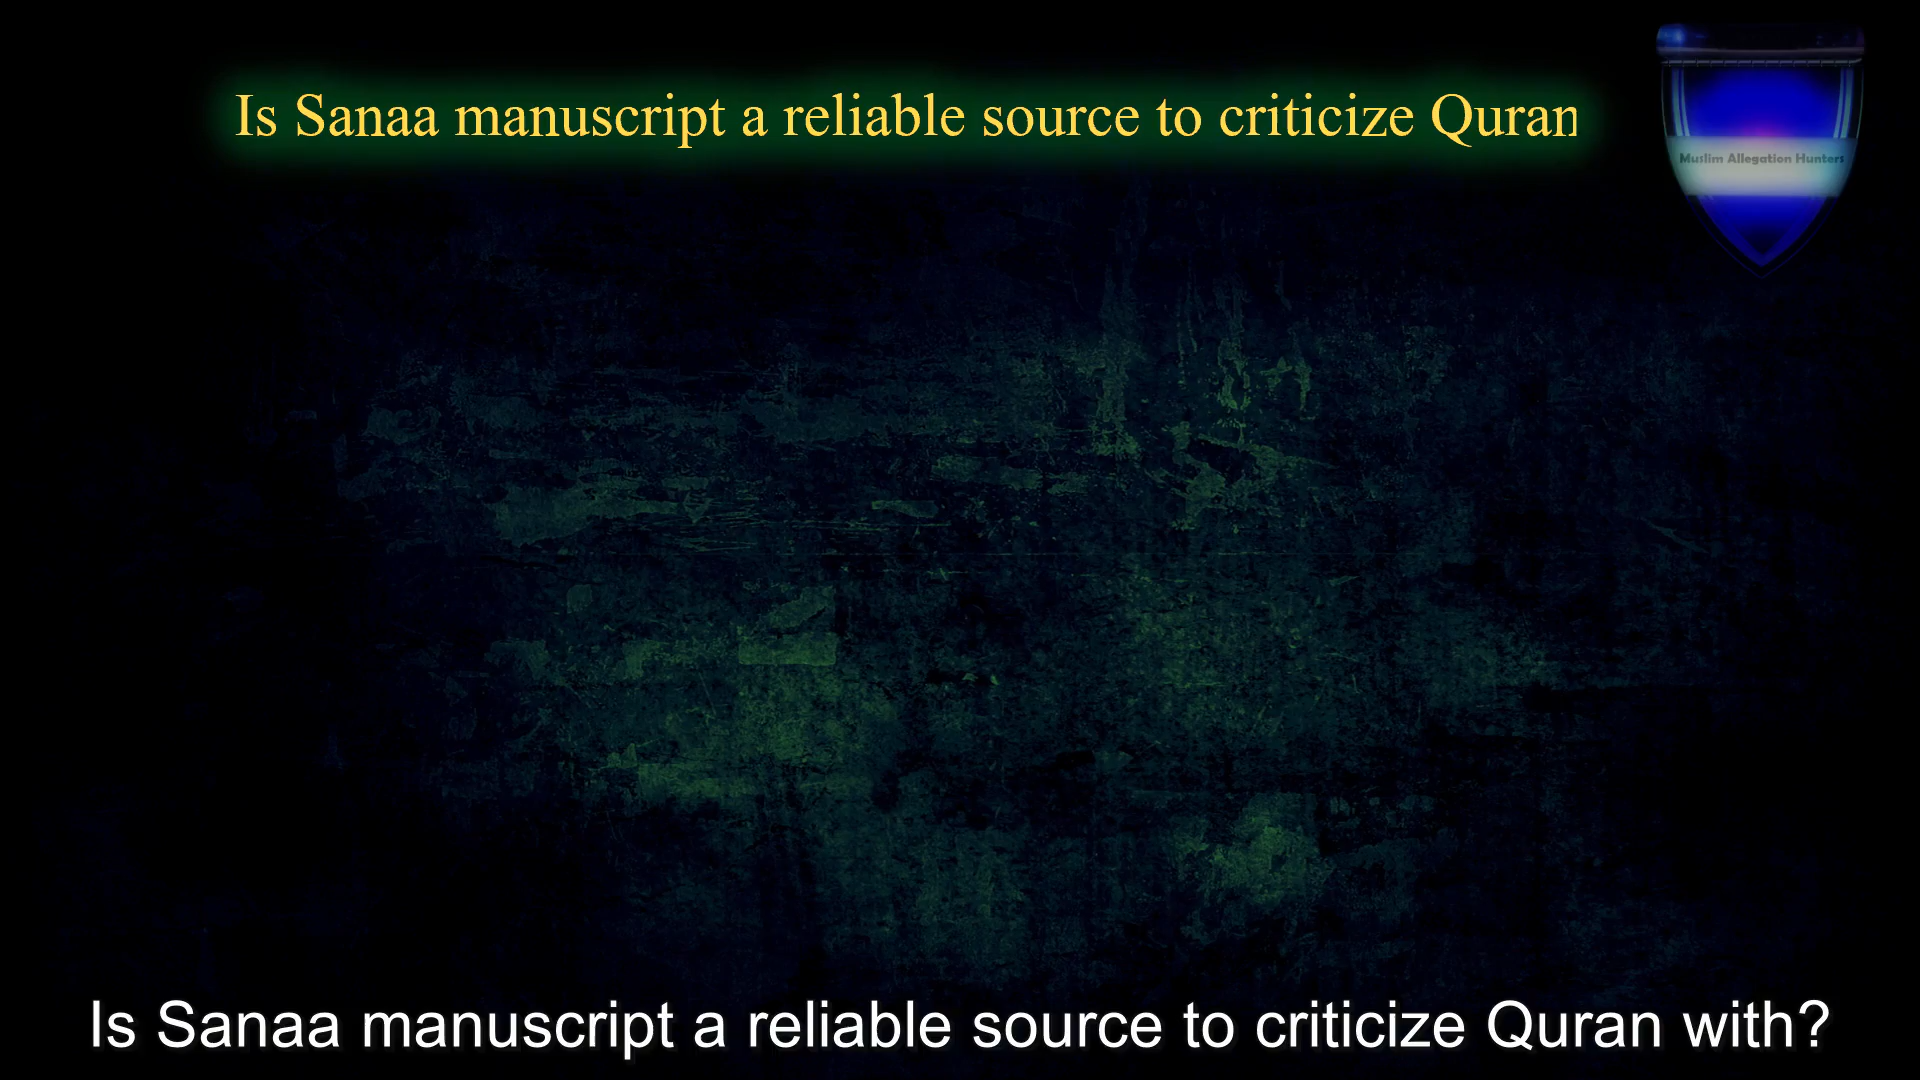 Is Sanaa manuscript a reliable source to criticize Quran
Muslim Allegation Hunters
Is Sanaa manuscript a reliable source to criticize Quran with?